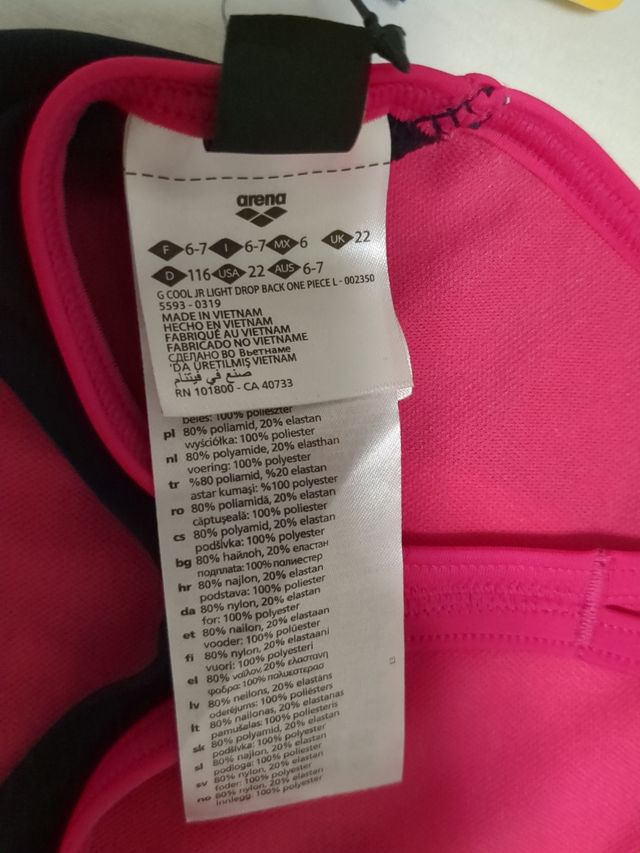 arena
F 6-7 I 6-7 MX 6 UK 22
D 116 USA 22 AUS 6-7
G COOL JR LIGHT DROP BACK ONE PIECE L - 002350
5593 - 0319
MADE IN VIETNAM
HECHO EN VIETNAM
FABRIQUÉ AU VIETNAM
FABRICADO NO VIETNAME
СДЕЛАНО ВО Вьетнаме
'DA ÜRETILMIŞ VIETNAM
صنع في فيتنام
RN 101800 - CA 40733
béles: 100% poliészter
pl 80% poliamid, 20% elastan
wyściółka: 100% poliester
nl 80% polyamide, 20% elasthan
voering: 100% polyester
tr %80 poliamid, %20 elastan
astar kumaşi: %100 polyester
ro 80% poliamidă, 20% elastan
căptuşeală: 100% poliester
cs 80% polyamid, 20% elastan
podšívka: 100% polyester
bg 80% найлон, 20% еластан
подплата: 100% полиестер
hr 80% najlon, 20% elastan
podstava: 100% poliester
da 80% nylon, 20% elastan
for: 100% polyester
et 80% nailon, 20% elastaan
vooder: 100% polüester
fi 80% nylon, 20% elastaani
vuori: 100% polyesteri
el 80% νάιλον, 20% ελαστάνη
φόδρα: 100% πολυεστέρας
lv 80% neilons, 20% elastāns
oderējums: 100% poliēsters
lt 80% nailonas, 20% elastanas
pamušalas: 100% poliesteris
sk 80% polyamid, 20% elastan
podšívka: 100% polyester
sl 80% najlon, 20% elastan
podloga: 100% poliester
sv 80% nylon, 20% elastan
foder: 100% polyester
no 80% nylon, 20% elastan
innlegg: 100% polyester